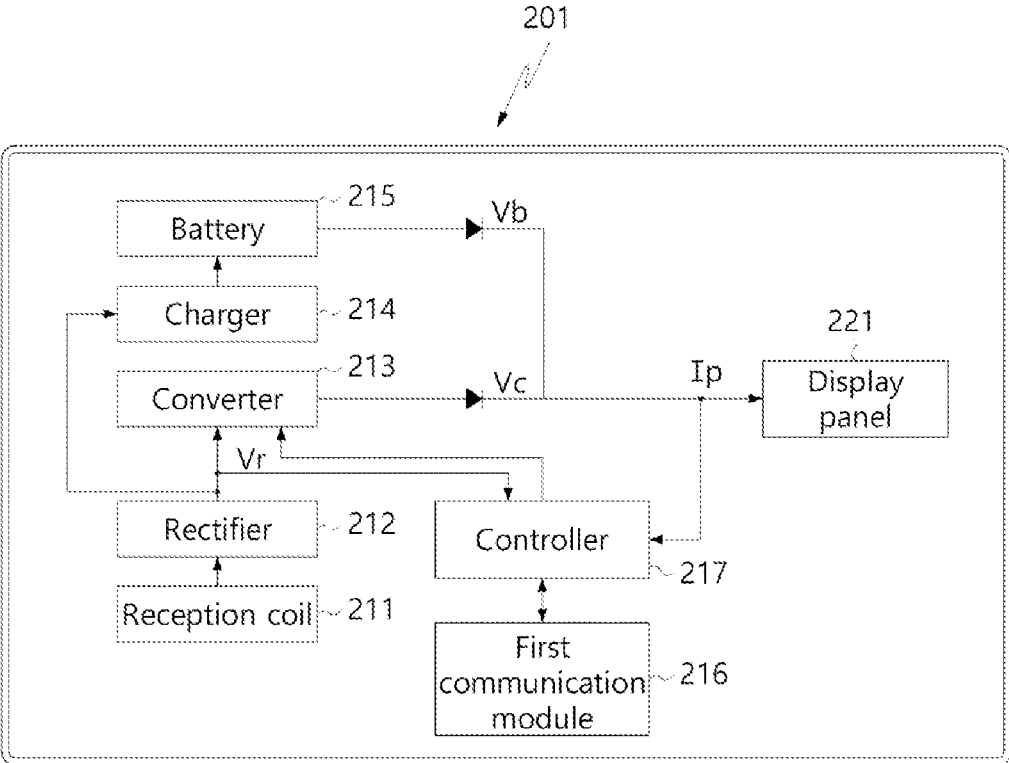 201
215
Battery
Vb
Charger
214
213
221
Converter
Vc
Ip
Display
panel
Vr
Rectifier
212
Controller
217
Reception coil
211
First
communication
module
216